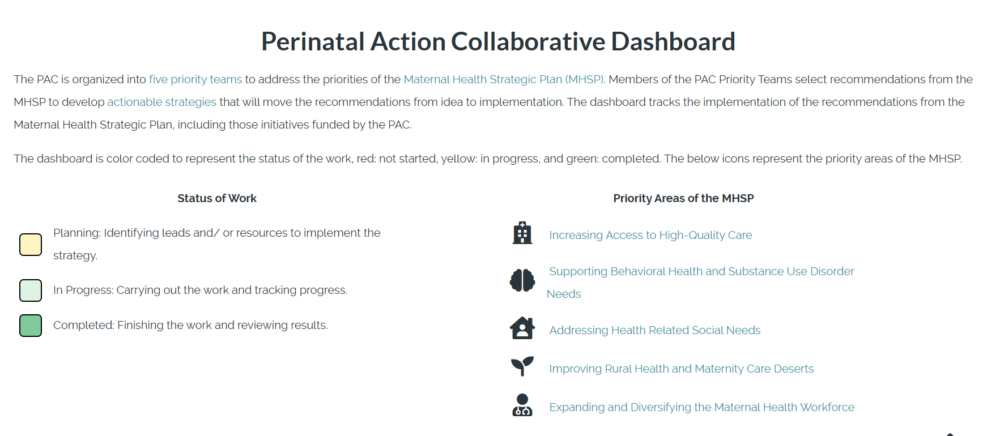 Perinatal Action Collaborative Dashboard
The PAC is organized into five priority teams to address the priorities of the Maternal Health Strategic Plan (MHSP). Members of the PAC Priority Teams select recommendations from the
MHSP to develop actionable strategies that will move the recommendations from idea to implementation. The dashboard tracks the implementation of the recommendations from the
Maternal Health Strategic Plan, including those initiatives funded by the PAC.
The dashboard is color coded to represent the status of the work, red: not started, yellow: in progress, and green: completed. The below icons represent the priority areas of the MHSP.
Status of Work
Planning: Identifying leads and/ or resources to implement the
strategy.
In Progress: Carrying out the work and tracking progress.
Completed: Finishing the work and reviewing results.
Priority Areas of the MHSP
Increasing Access to High-Quality Care
Supporting Behavioral Health and Substance Use Disorder
Needs
Addressing Health Related Social Needs
Improving Rural Health and Maternity Care Deserts
Expanding and Diversifying the Maternal Health Workforce